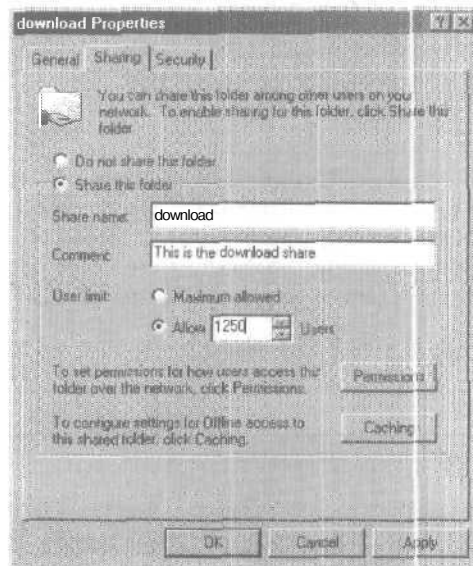 download Properties
General Sharing Security
You can share this folder among other users on your
network. To enable sharing for this folder, click Share this
folder.
Do not share this folder
Share this folder
Share name: download
Comment: This is the download share
User limit: Maximum allowed
Allow 1250 Users
To set permissions for how users access this
folder over the network, click Permissions.
Permissions
To configure settings for Offline access to
this shared folder, click Caching.
Caching
OK Cancel Apply